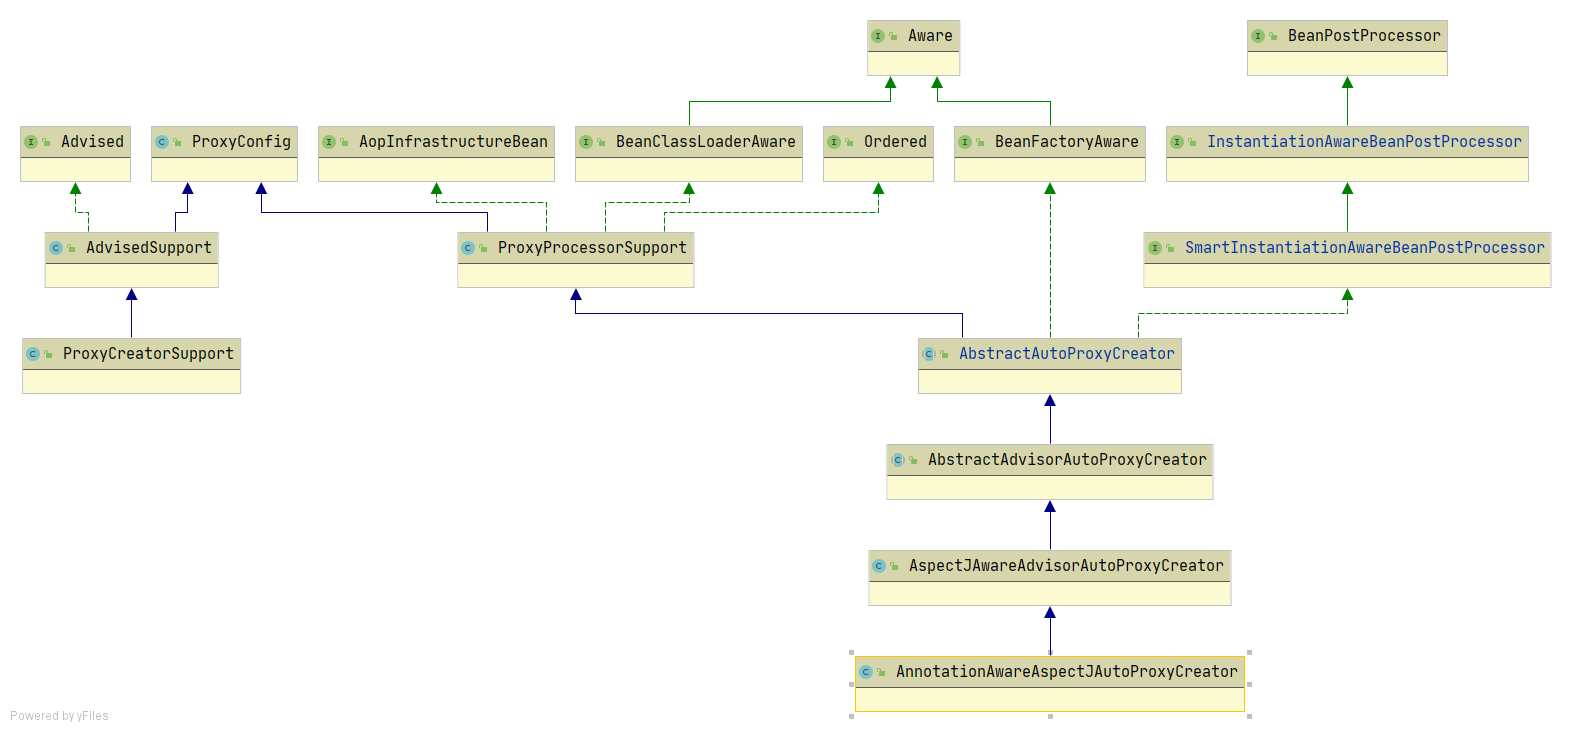 Aware
BeanPostProcessor
Advised
ProxyConfig
AopInfrastructureBean
BeanClassLoaderAware
Ordered
BeanFactoryAware
InstantiationAwareBeanPostProcessor
AdvisedSupport
ProxyProcessorSupport
SmartInstantiationAwareBeanPostProcessor
ProxyCreatorSupport
AbstractAutoProxyCreator
AbstractAdvisorAutoProxyCreator
AspectJAwareAdvisorAutoProxyCreator
AnnotationAwareAspectJAutoProxyCreator
Powered by yFiles